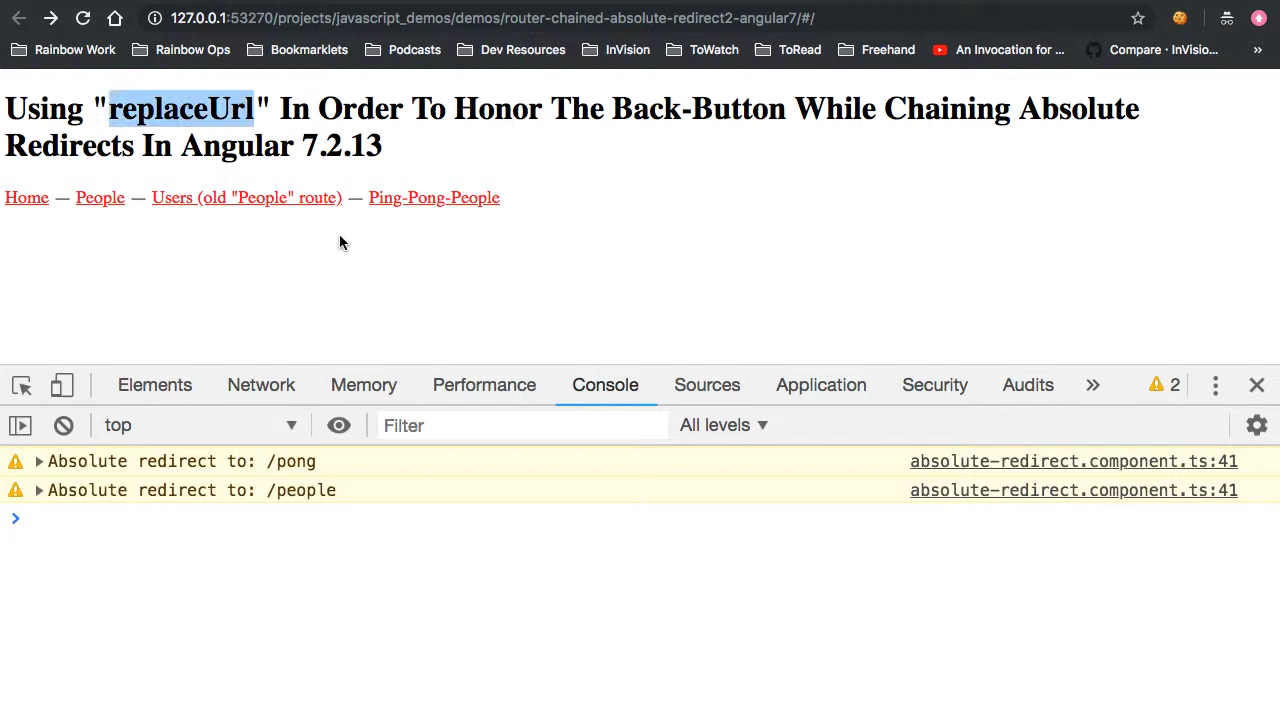 127.0.0.1:53270/projects/javascript_demos/demos/router-chained-absolute-redirect2-angular7/#/
Rainbow Work Rainbow Ops Bookmarklets Podcasts Dev Resources InVision ToWatch ToRead Freehand An Invocation for ... Compare · InVisio... »
Using "replaceUrl" In Order To Honor The Back-Button While Chaining Absolute
Redirects In Angular 7.2.13
Home — People — Users (old "People" route) — Ping-Pong-People
Elements Network Memory Performance Console Sources Application Security Audits » 2
top Filter All levels
Absolute redirect to: /pong absolute-redirect.component.ts:41
Absolute redirect to: /people absolute-redirect.component.ts:41